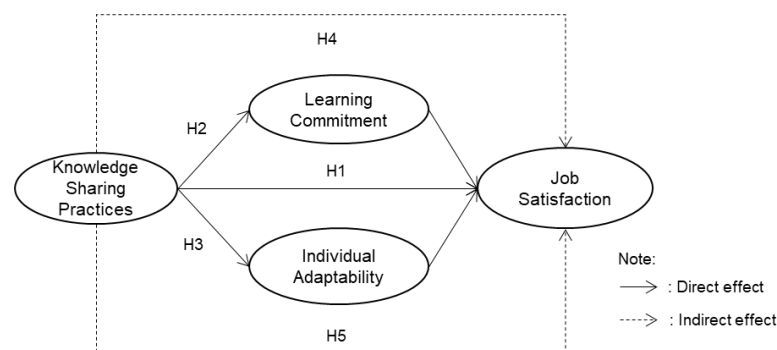 H4
Learning
Commitment
H2
Knowledge
Sharing
Practices
H1
Job
Satisfaction
H3
Individual
Adaptability
Note:
: Direct effect
: Indirect effect
H5